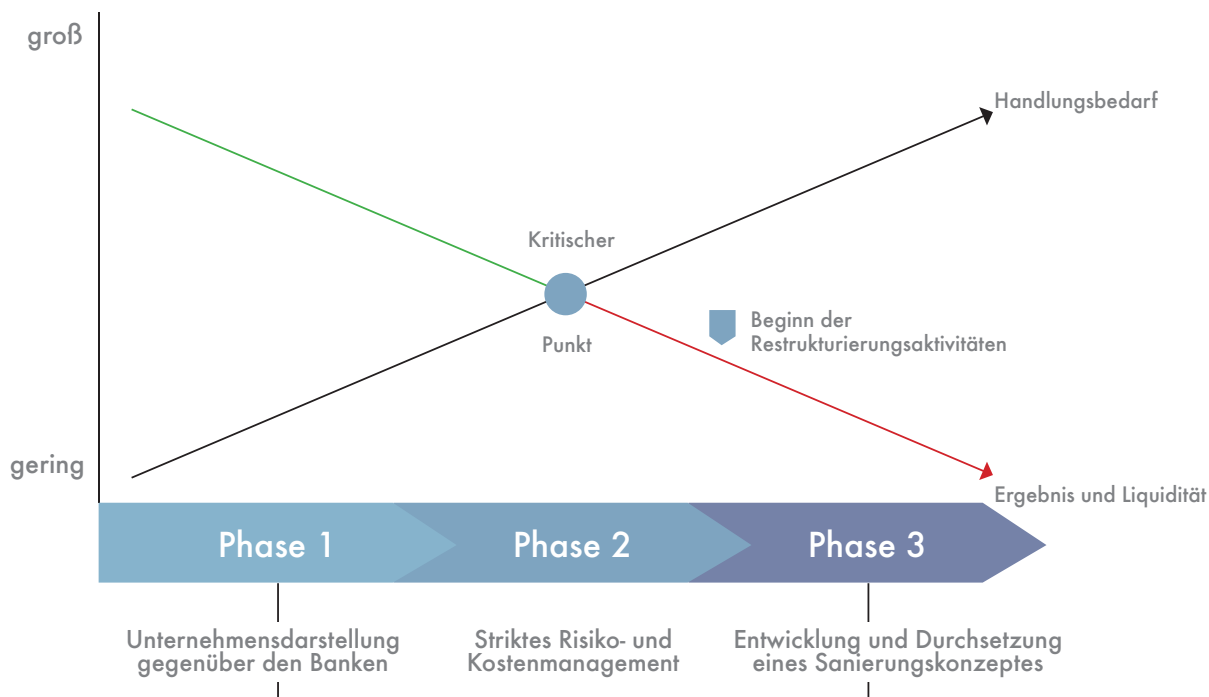 groß
Handlungsbedarf
Kritischer
Punkt
Beginn der
Restrukturierungsaktivitäten
gering
Ergebnis und Liquidität
Phase 1
Phase 2
Phase 3
Unternehmensdarstellung
gegenüber den Banken
Striktes Risiko- und
Kostenmanagement
Entwicklung und Durchsetzung
eines Sanierungskonzeptes